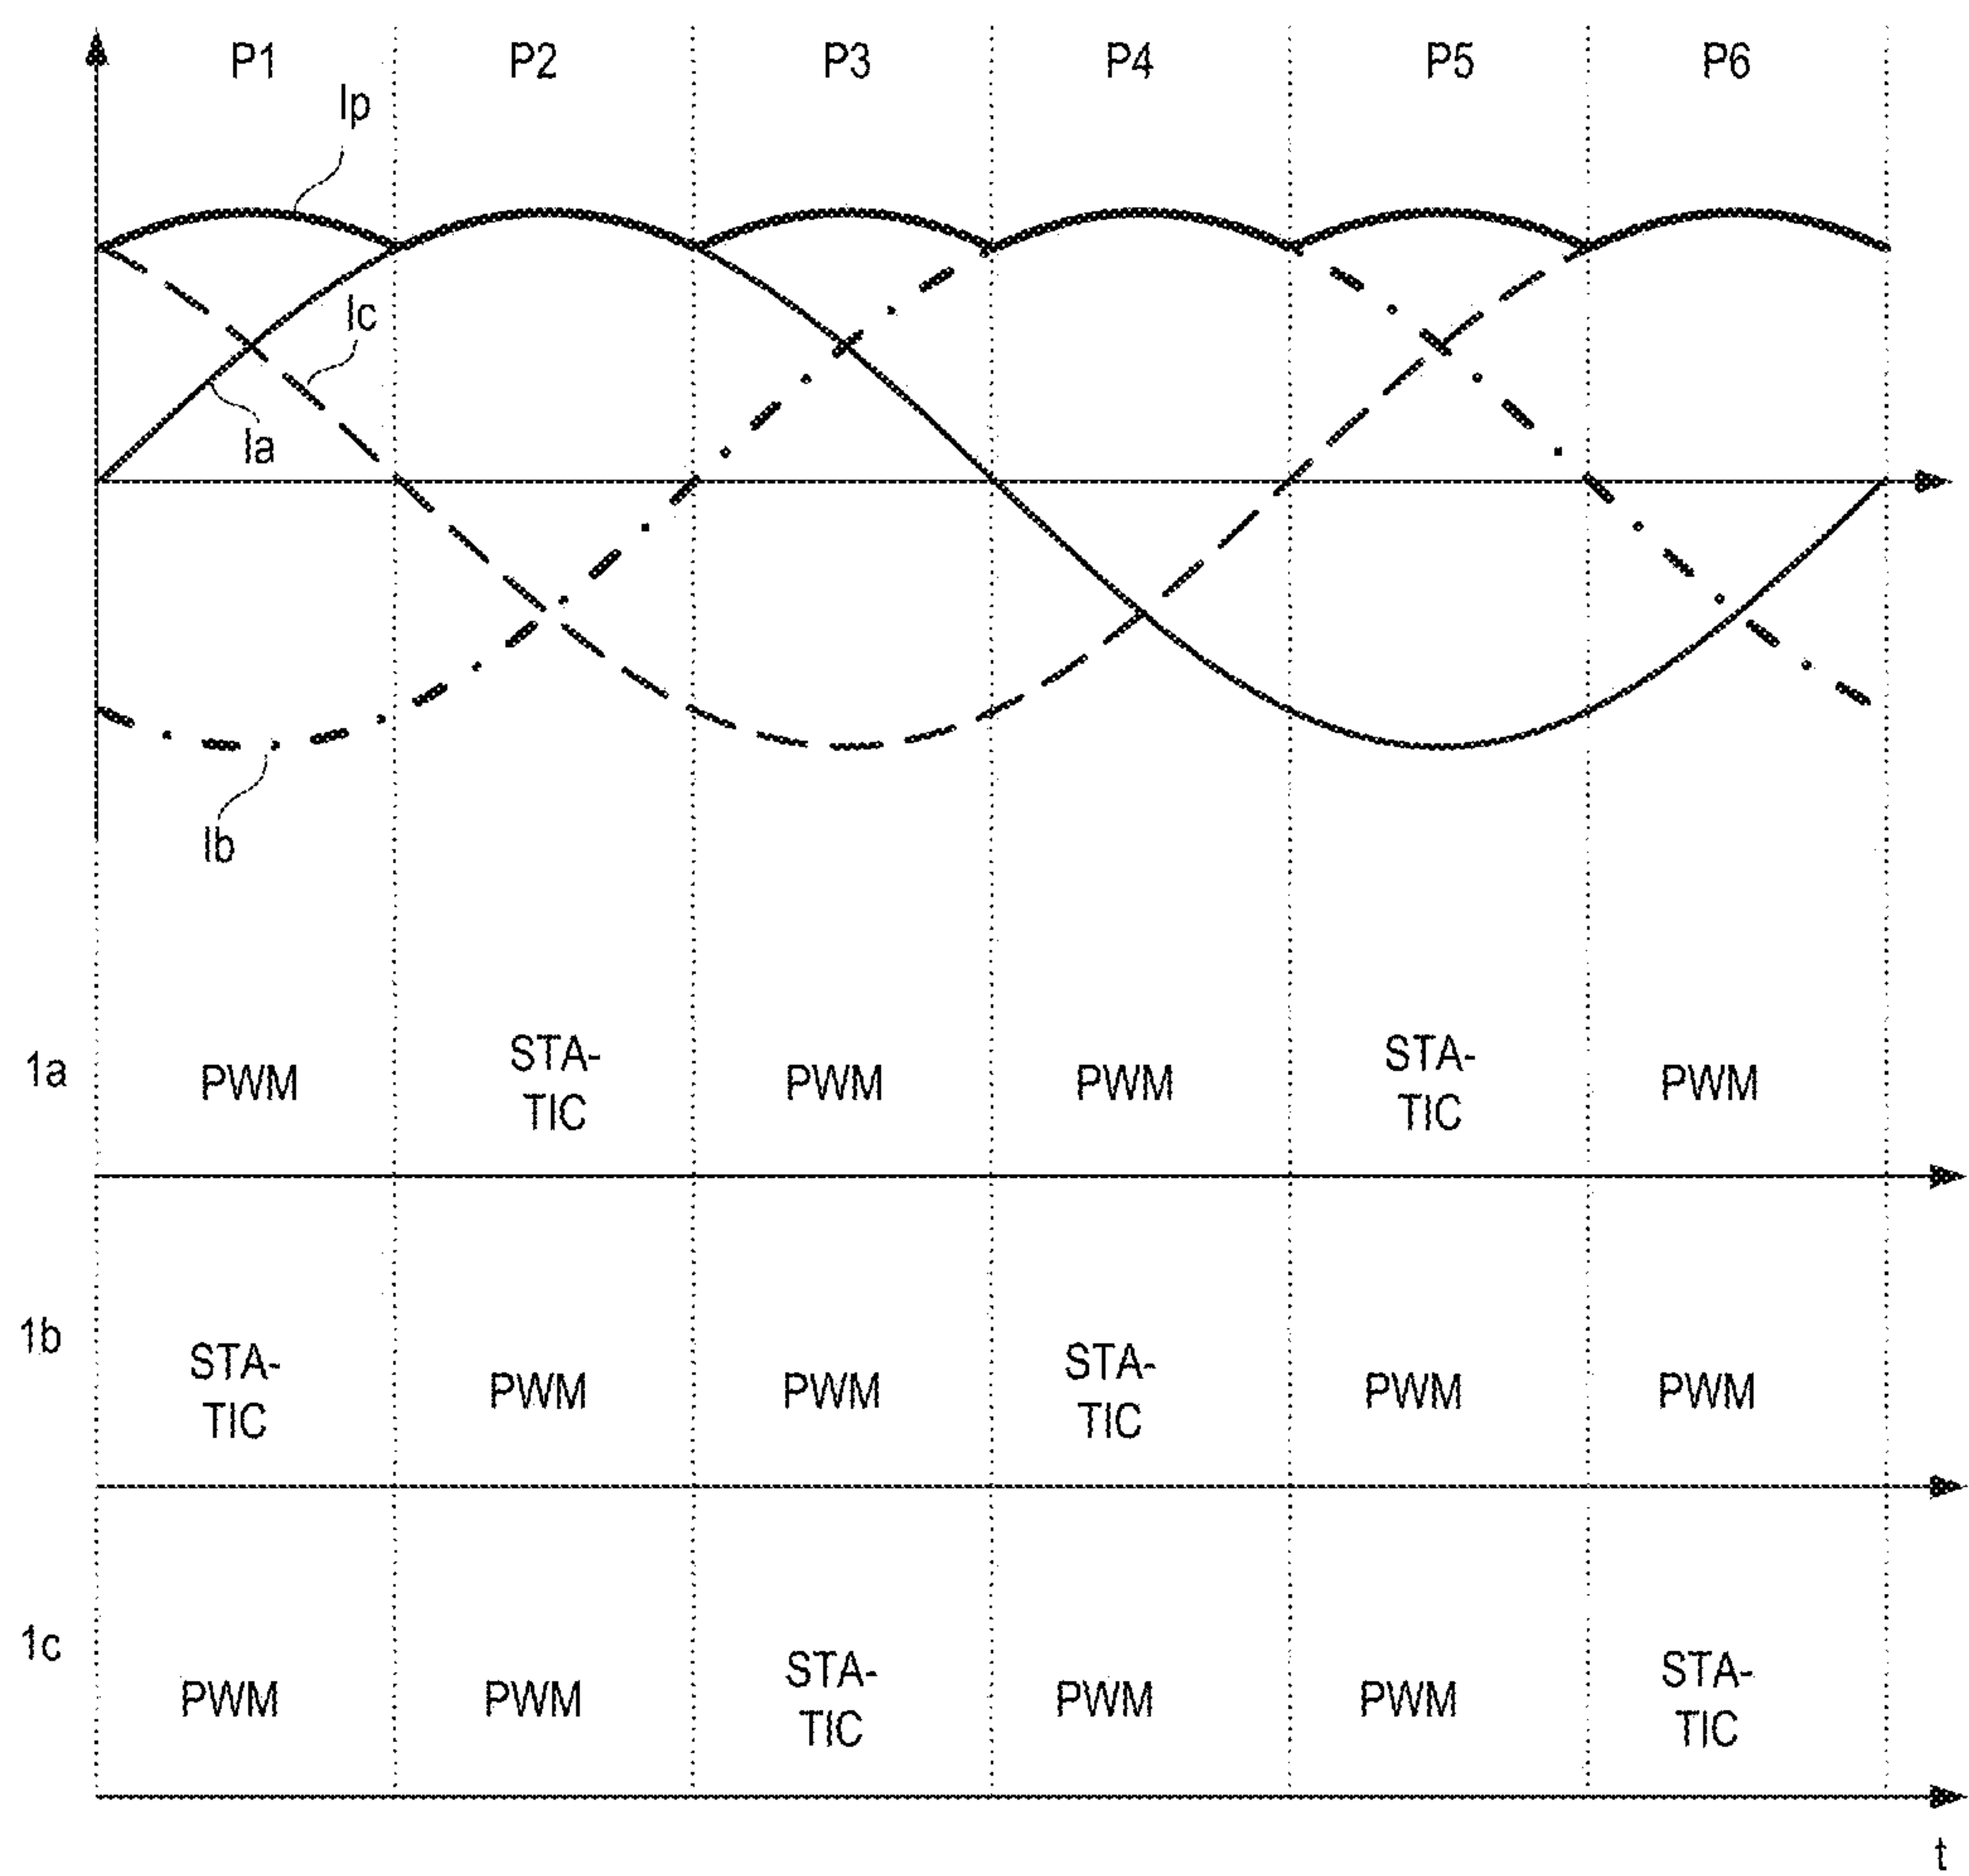 P1 P2 P3 P4 P5 P6
Ip
Ic
Ia
Ib
1a PWM STA- PWM PWM STA- PWM
TIC TIC
1b STA- PWM PWM STA- PWM PWM
TIC TIC
1c PWM PWM STA- PWM PWM STA-
TIC TIC
t